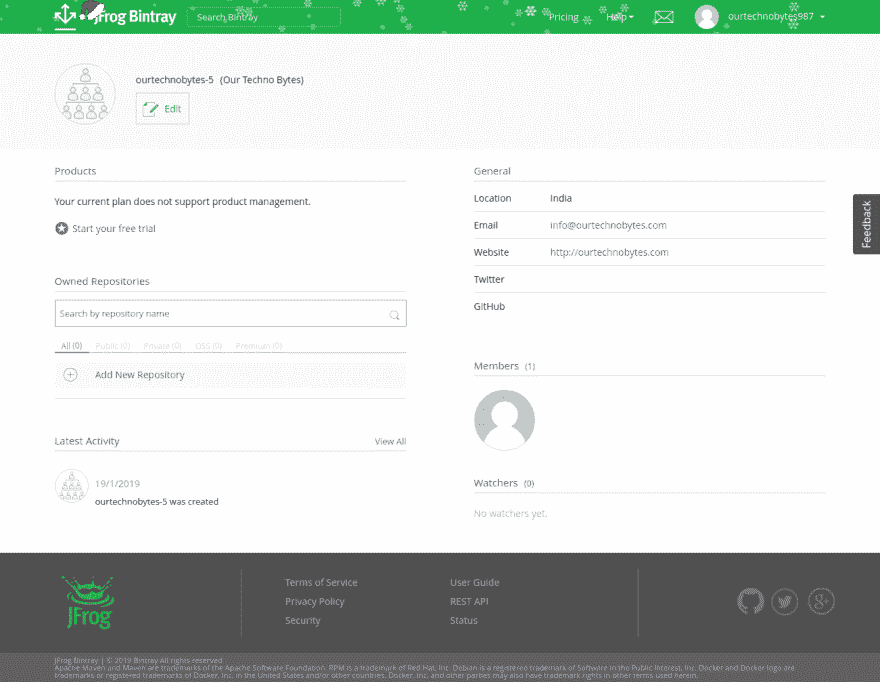 JFrog Bintray
Search Bintray
Pricing
Help
ourtechnobytes987
ourtechnobytes-5 (Our Techno Bytes)
Edit
Products
Your current plan does not support product management.
Start your free trial
Owned Repositories
Search by repository name
All (0) Public (0) Private (0) OSS (0) Premium (0)
Add New Repository
Latest Activity
View All
19/1/2019
ourtechnobytes-5 was created
General
Location India
Email info@ourtechnobytes.com
Website http://ourtechnobytes.com
Twitter
GitHub
Members (1)
Watchers (0)
No watchers yet.
Feedback
JFrog
Terms of Service
Privacy Policy
Security
User Guide
REST API
Status
g+
JFrog Bintray | © 2019 Bintray All rights reserved
Apache Maven and Maven are trademarks of the Apache Software Foundation. RPM is a trademark of Red Hat, Inc. Debian is a registered trademark of Software in the Public Interest, Inc. Docker and Docker logo are
trademarks or registered trademarks of Docker, Inc. in the United States and/or other countries. Docker, Inc. and other parties may also have trademark rights in other terms used herein.